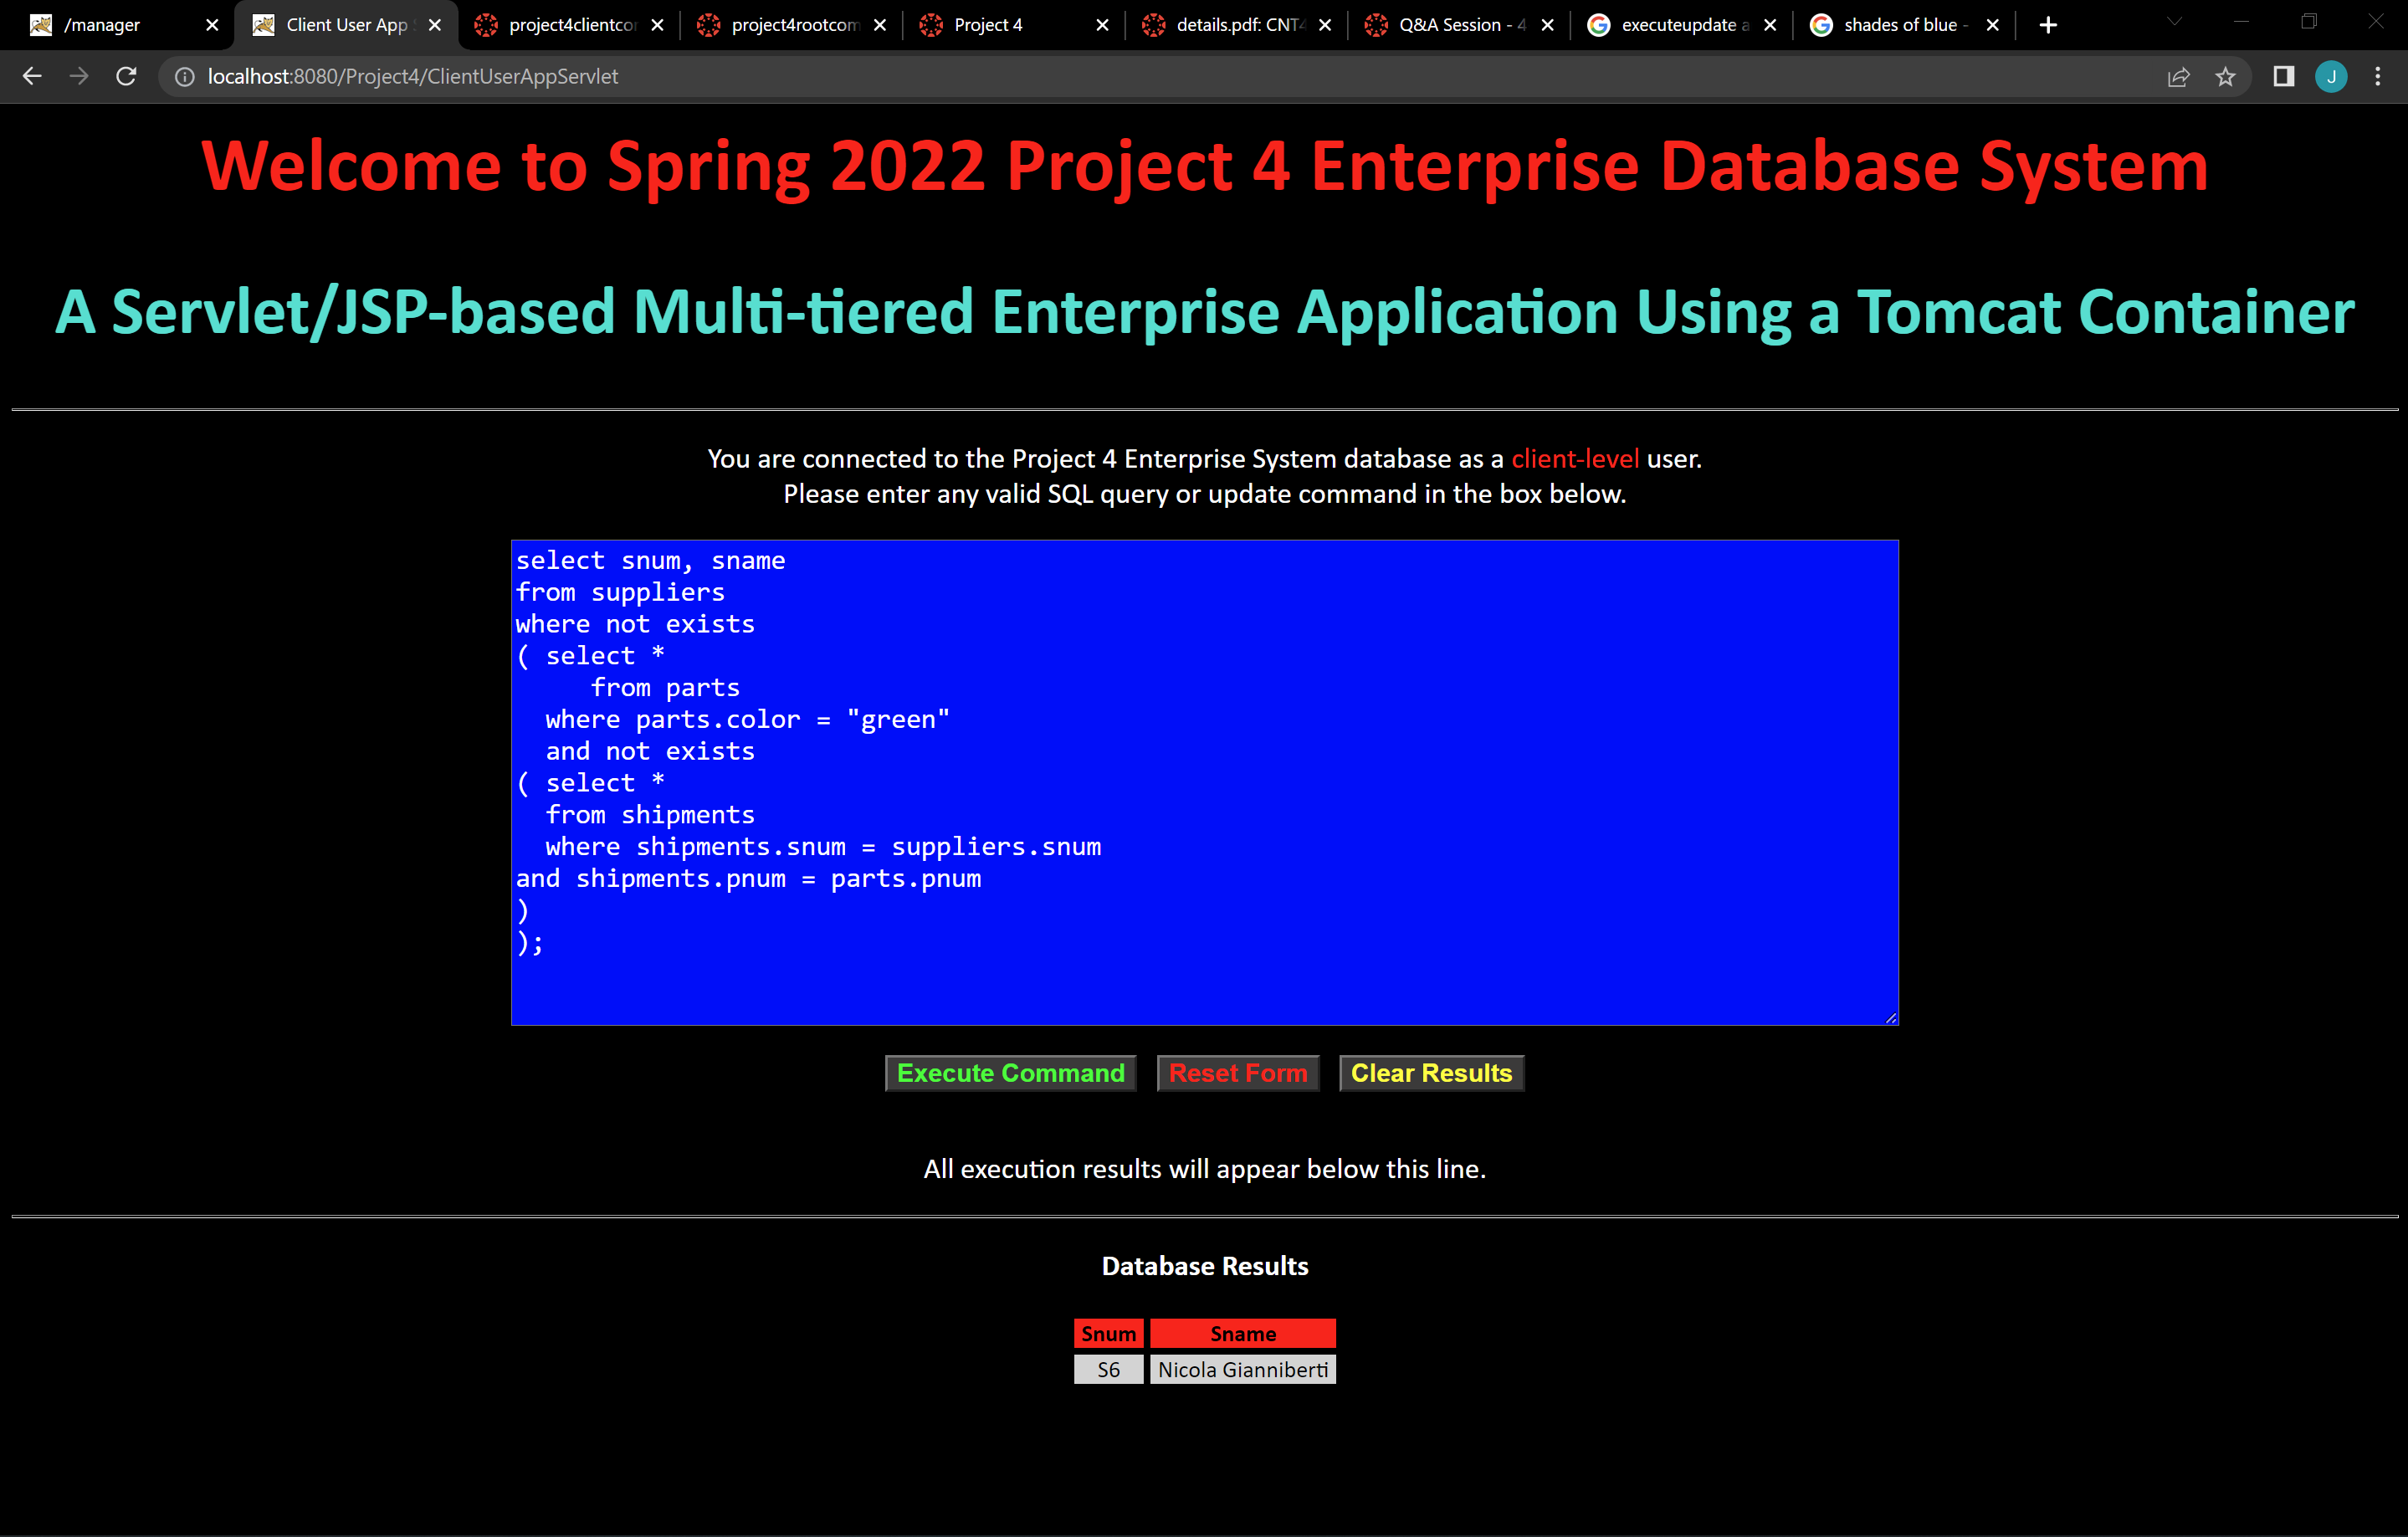 /manager
Client User App
project4clientcor
project4rootcom
Project 4
details.pdf: CNT4
Q&A Session - 4
executeupdate a
shades of blue -
J
localhost:8080/Project4/ClientUserAppServlet
Welcome to Spring 2022 Project 4 Enterprise Database System
A Servlet/JSP-based Multi-tiered Enterprise Application Using a Tomcat Container
You are connected to the Project 4 Enterprise System database as a client-level user.
Please enter any valid SQL query or update command in the box below.
select snum, sname
from suppliers
where not exists
( select *
     from parts
  where parts.color = "green"
  and not exists
( select *
  from shipments
  where shipments.snum = suppliers.snum
and shipments.pnum = parts.pnum
)
);
Execute Command Reset Form Clear Results
All execution results will appear below this line.
Database Results
Snum Sname
S6 Nicola Gianniberti